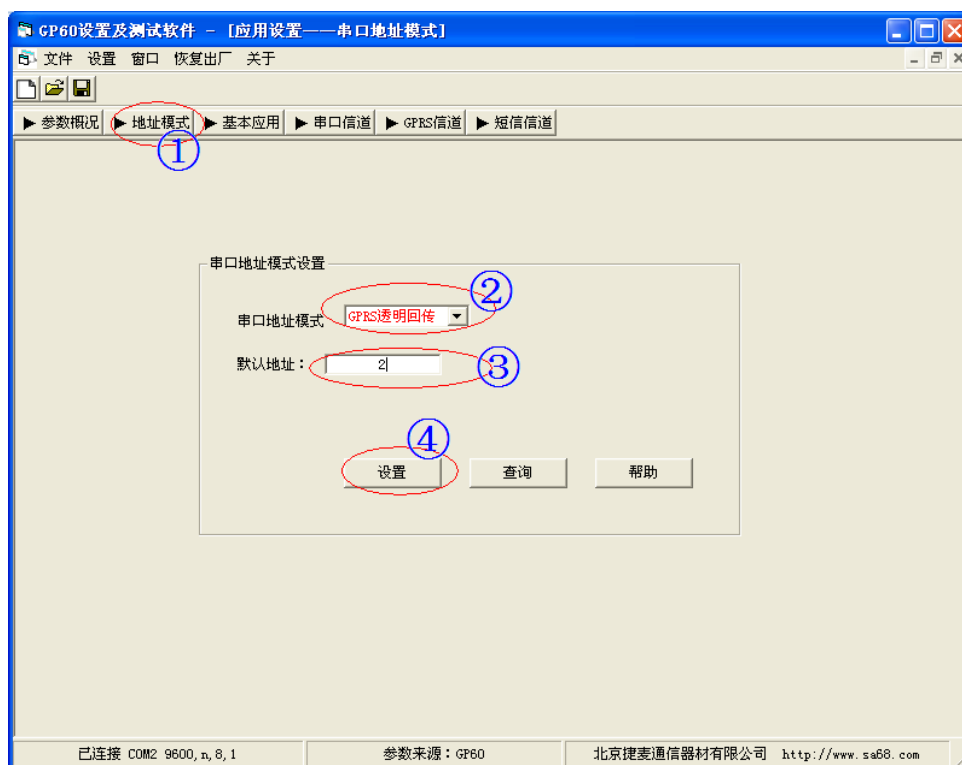 GP60设置及测试软件 - [应用设置——串口地址模式]
文件 设置 窗口 恢复出厂 关于
参数概况 地址模式 基本应用 串口信道 GPRS信道 短信信道
①
串口地址模式设置
②
串口地址模式 GPRS透明回传
默认地址： 2
③
④
设置 查询 帮助
已连接 COM2 9600,n,8,1 参数来源：GP60 北京捷麦通信器材有限公司 http://www.sa68.com